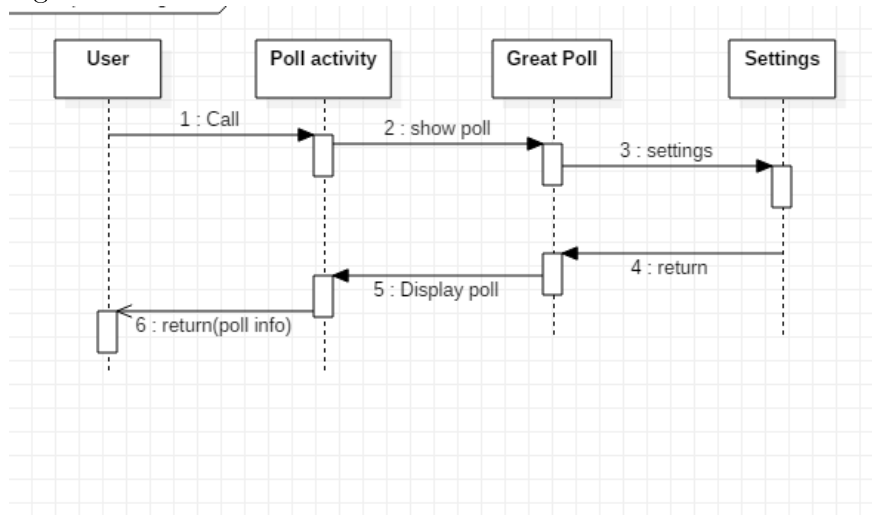 User
Poll activity
Great Poll
Settings
1 : Call
2 : show poll
3 : settings
4 : return
5 : Display poll
6 : return(poll info)